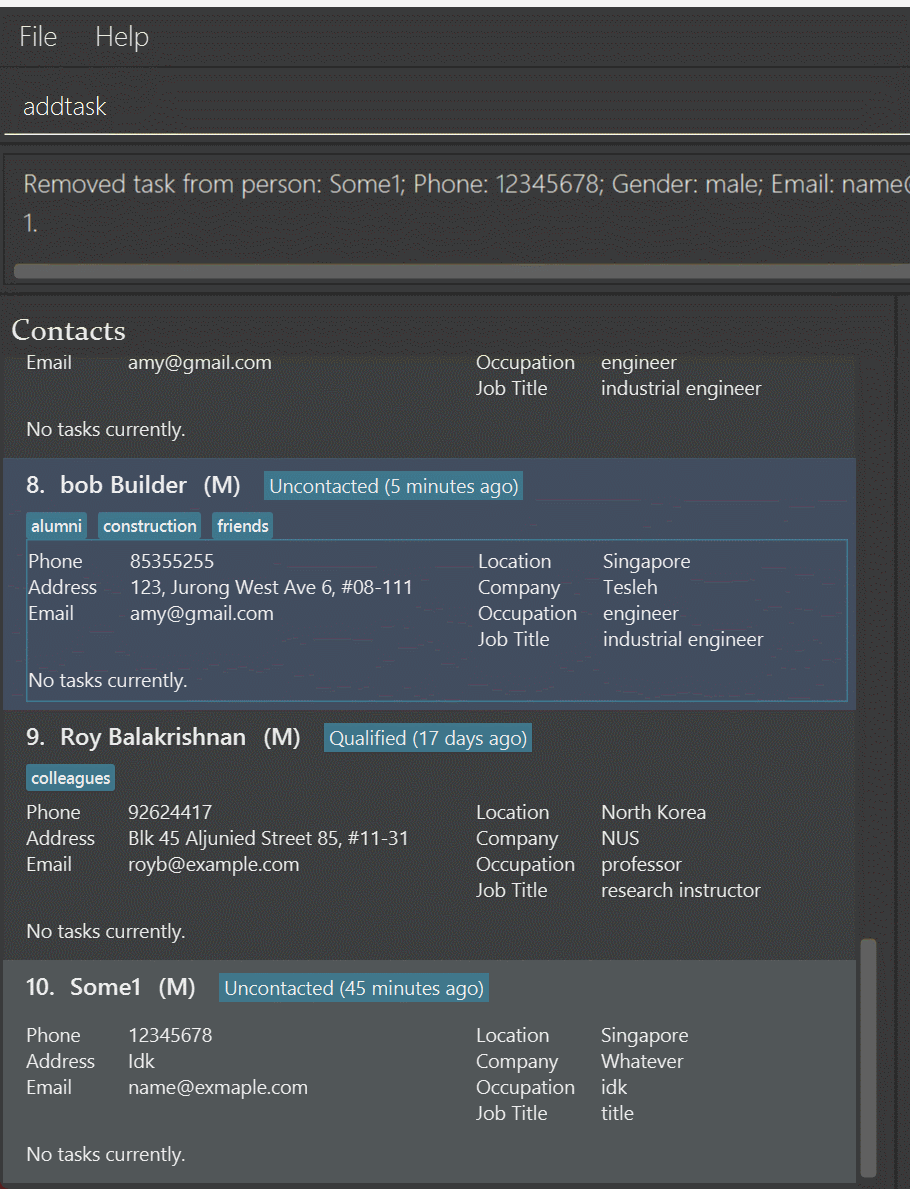 File Help
addtask
Removed task from person: Some1; Phone: 12345678; Gender: male; Email: name@
1.
Contacts
Email amy@gmail.com Occupation engineer
Job Title industrial engineer
No tasks currently.
8. bob Builder (M) Uncontacted (5 minutes ago)
alumni construction friends
Phone 85355255 Location Singapore
Address 123, Jurong West Ave 6, #08-111 Company Tesleh
Email amy@gmail.com Occupation engineer
Job Title industrial engineer
No tasks currently.
9. Roy Balakrishnan (M) Qualified (17 days ago)
colleagues
Phone 92624417 Location North Korea
Address Blk 45 Aljunied Street 85, #11-31 Company NUS
Email royb@example.com Occupation professor
Job Title research instructor
No tasks currently.
10. Some1 (M) Uncontacted (45 minutes ago)
Phone 12345678 Location Singapore
Address Idk Company Whatever
Email name@exmaple.com Occupation idk
Job Title title
No tasks currently.